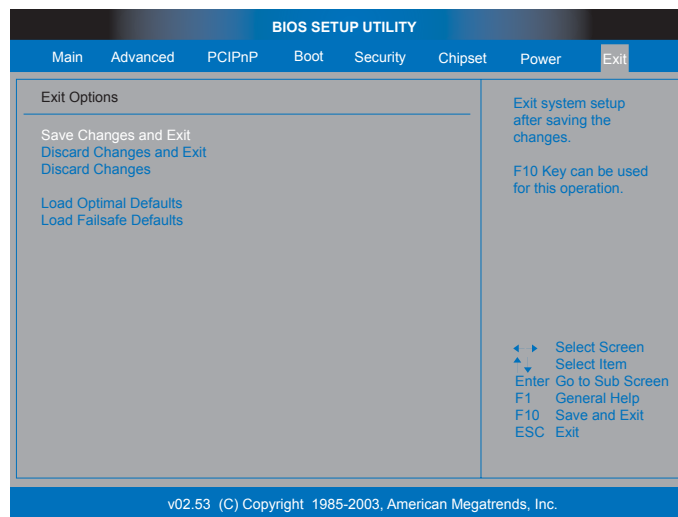 BIOS SETUP UTILITY
Main Advanced PCIPnP Boot Security Chipset Power Exit
Exit Options
Save Changes and Exit
Discard Changes and Exit
Discard Changes
Load Optimal Defaults
Load Failsafe Defaults
Exit system setup
after saving the
changes.
F10 Key can be used
for this operation.
Select Screen
Select Item
Enter Go to Sub Screen
F1 General Help
F10 Save and Exit
ESC Exit
v02.53 (C) Copyright 1985-2003, American Megatrends, Inc.